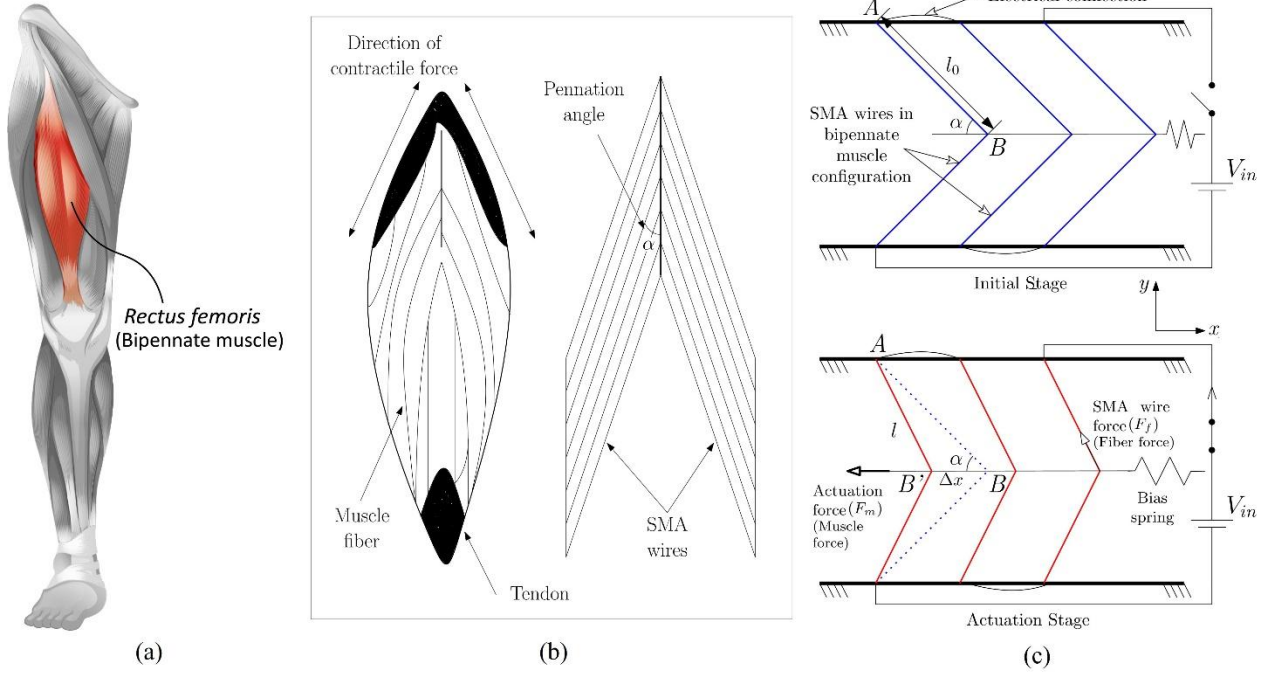 Rectus femoris
(Bipennate muscle)
(a)
Direction of
contractile force
Pennation
angle
α
Muscle
fiber
SMA
wires
Tendon
(b)
A
l0
SMA wires in
bipennate
muscle
configuration
α
B
Vin
Initial Stage
y
x
A
l
SMA wire
force(Ff)
(Fiber force)
α
B'
Δx
B
Actuation
force(Fm)
(Muscle
force)
Bias
spring
Vin
Actuation Stage
(c)